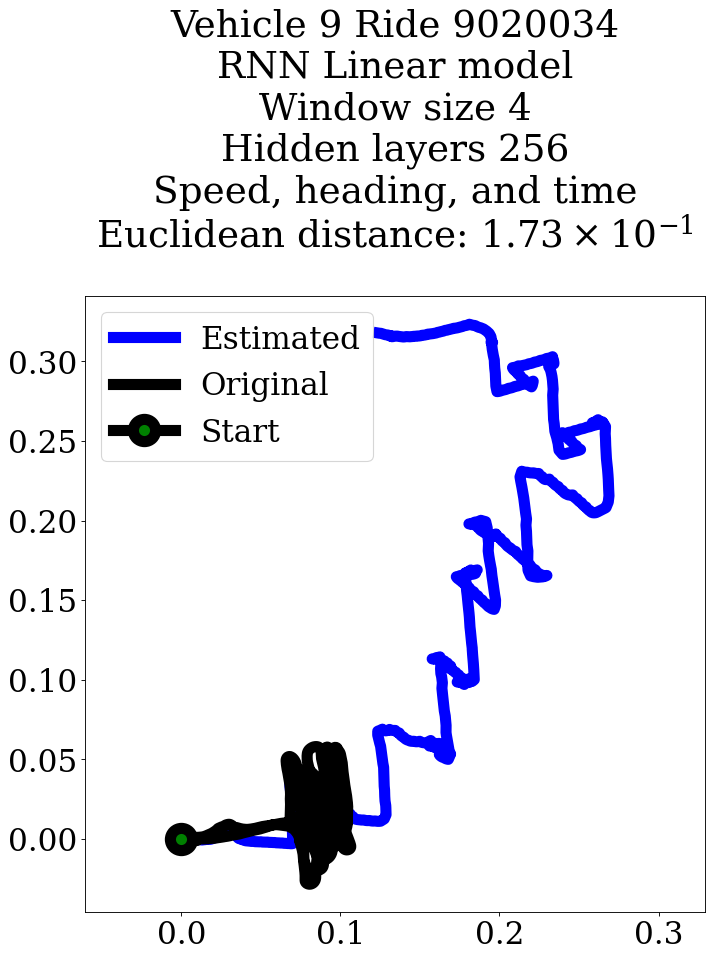 Vehicle 9 Ride 9020034
RNN Linear model
Window size 4
Hidden layers 256
Speed, heading, and time
Euclidean distance: 1.73 × 10⁻¹
Estimated
Original
Start
0.30
0.25
0.20
0.15
0.10
0.05
0.00
0.0 0.1 0.2 0.3